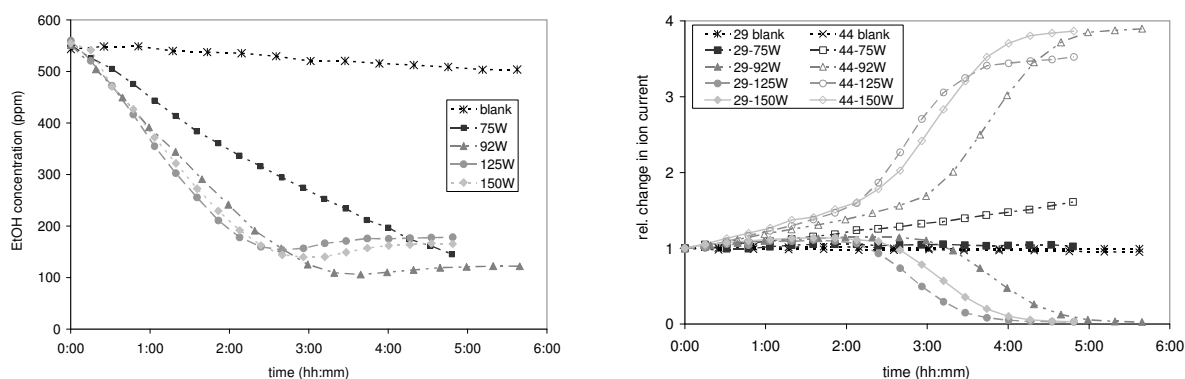 600
500
400
300
200
100
0
EtOH concentration (ppm)
0:00 1:00 2:00 3:00 4:00 5:00 6:00
time (hh:mm)
blank
75W
92W
125W
150W
4
3
2
1
0
rel. change in ion current
0:00 1:00 2:00 3:00 4:00 5:00 6:00
time (hh:mm)
29 blank 44 blank
29-75W 44-75W
29-92W 44-92W
29-125W 44-125W
29-150W 44-150W